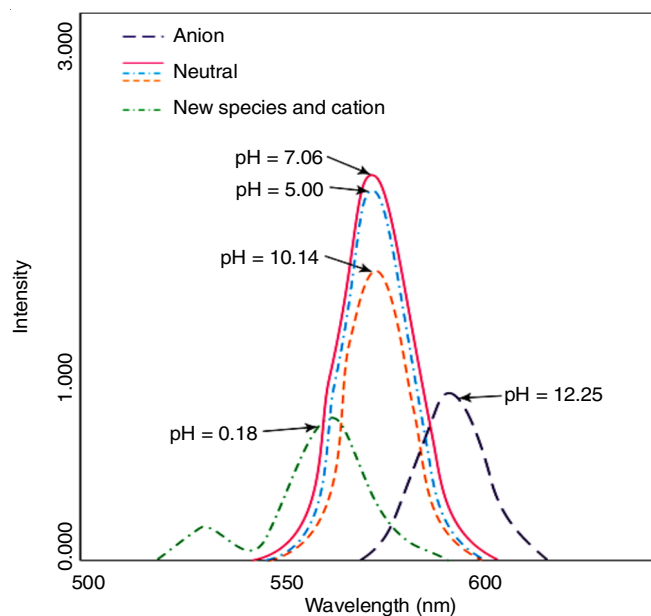 3.000
Anion
Neutral
New species and cation
pH = 7.06
pH = 5.00
pH = 10.14
Intensity
1.000
pH = 12.25
pH = 0.18
0.000
500
550
600
Wavelength (nm)